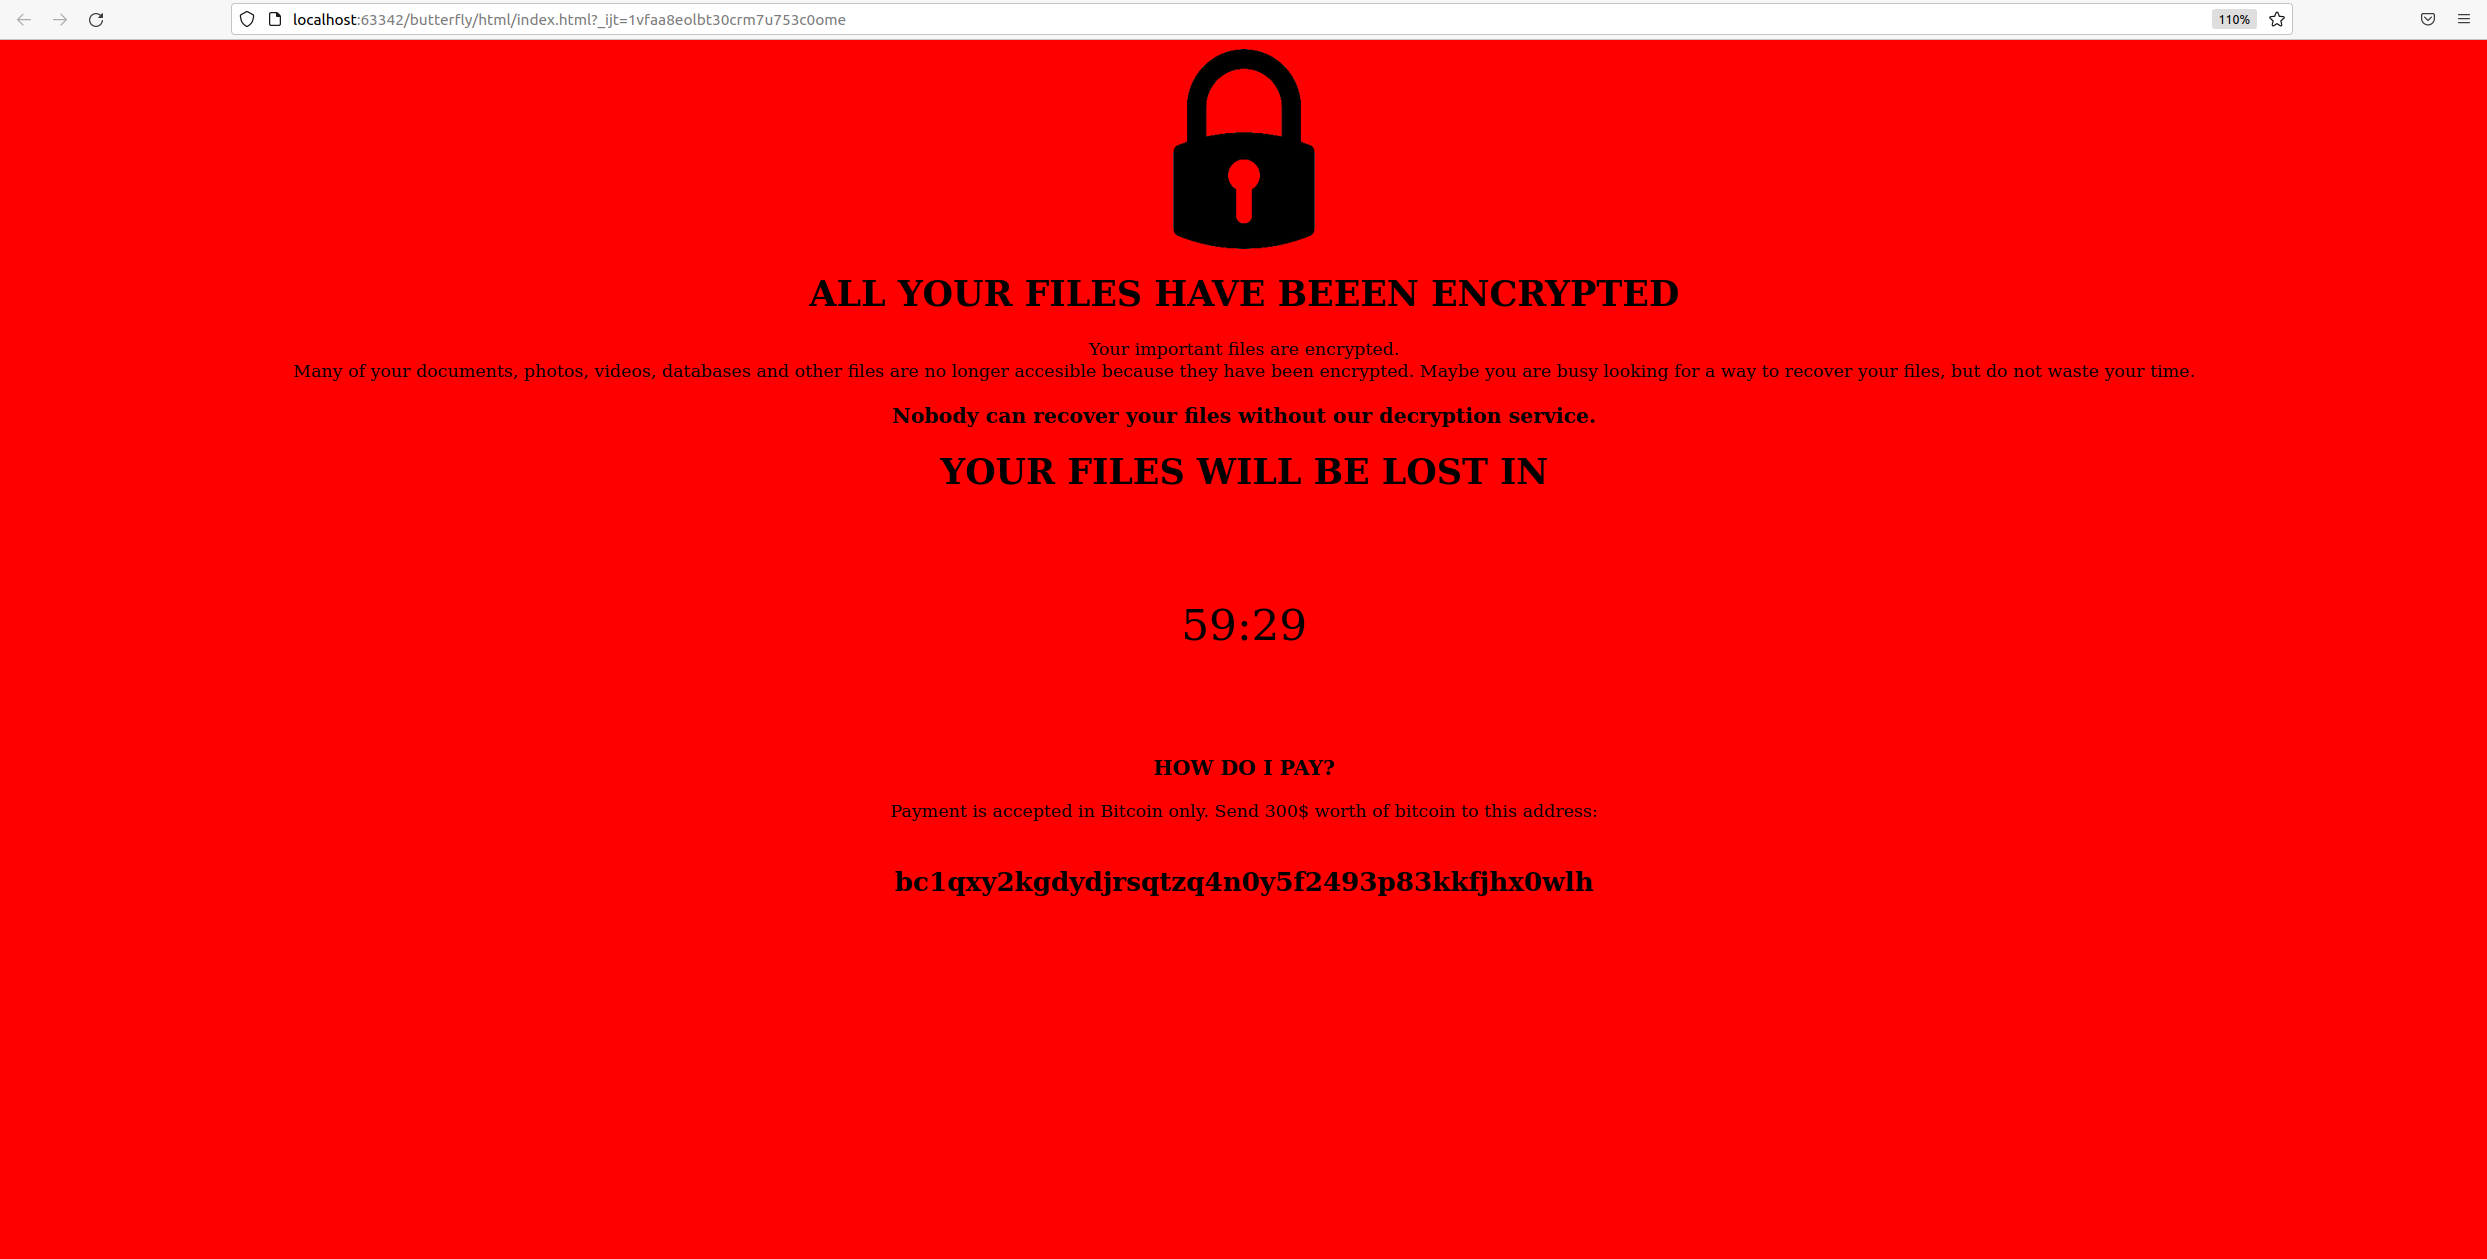 localhost:63342/butterfly/html/index.html?_ijt=1vfaa8eolbt30crm7u753c0ome
110%
ALL YOUR FILES HAVE BEEEN ENCRYPTED
Your important files are encrypted.
Many of your documents, photos, videos, databases and other files are no longer accesible because they have been encrypted. Maybe you are busy looking for a way to recover your files, but do not waste your time.
Nobody can recover your files without our decryption service.
YOUR FILES WILL BE LOST IN
59:29
HOW DO I PAY?
Payment is accepted in Bitcoin only. Send 300$ worth of bitcoin to this address:
bc1qxy2kgdydjrsqtzq4n0y5f2493p83kkfjhx0wlh